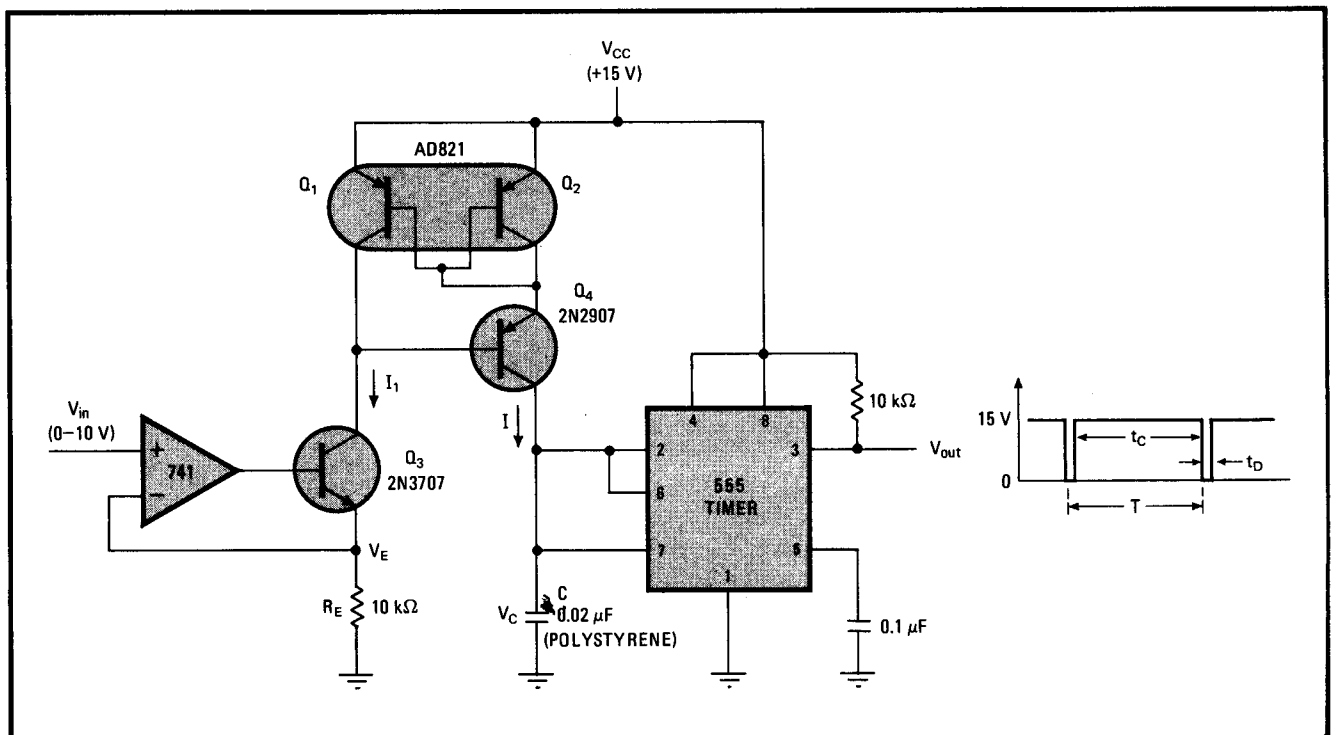 V_CC
(+15 V)
AD821
Q_1
Q_2
Q_4
2N2907
I_1
10 kΩ
15 V
t_C
V_in
(0–10 V)
+
741
−
Q_3
2N3707
I
4
8
2
3
V_out
6
555
TIMER
0
t_D
T
V_E
7
5
1
R_E
10 kΩ
V_C
C
0.02 μF
(POLYSTYRENE)
0.1 μF